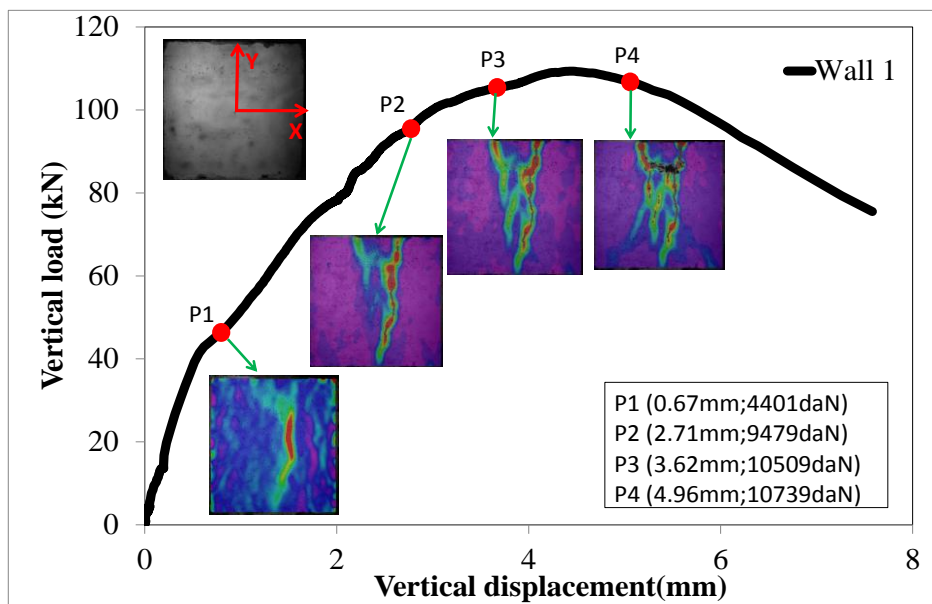 120
100
80
60
40
20
0
Vertical load (kN)
Y
X
P1
P2
P3
P4
Wall 1
P1 (0.67mm;4401daN)
P2 (2.71mm;9479daN)
P3 (3.62mm;10509daN)
P4 (4.96mm;10739daN)
0 2 4 6 8
Vertical displacement(mm)